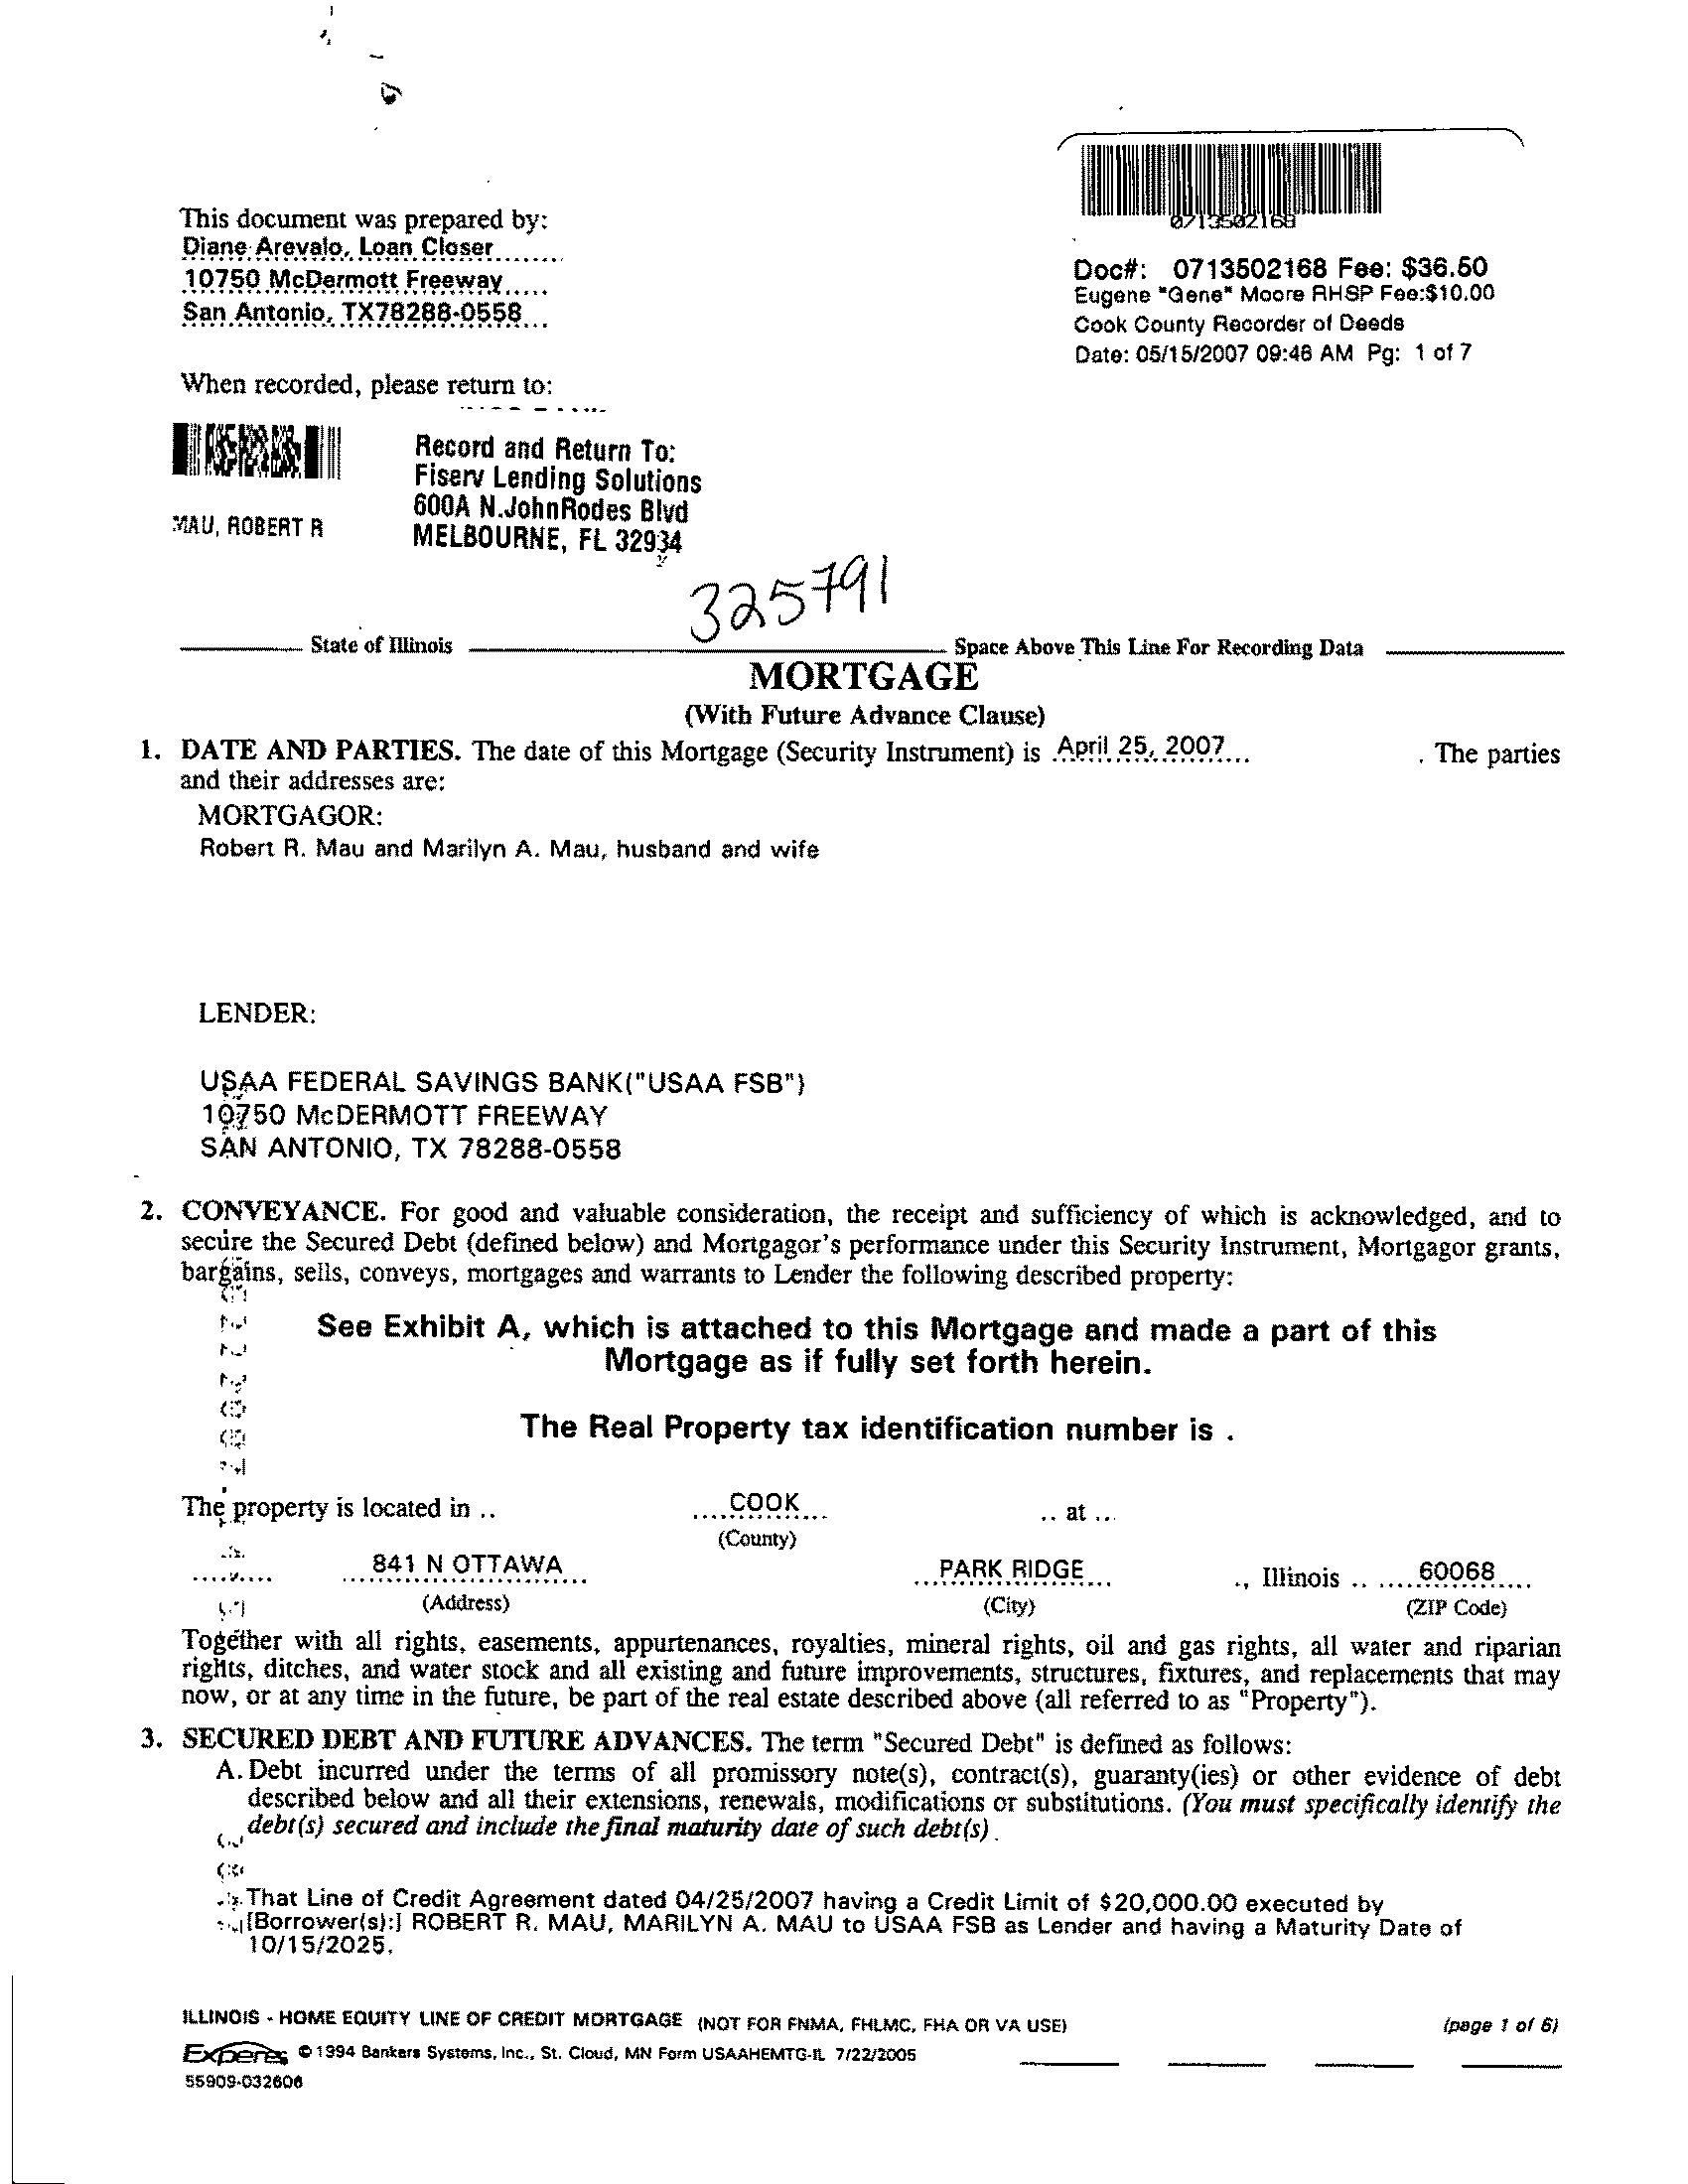 This document was prepared by:
Diane Arevalo, Loan Closer
10750 McDermott Freeway
San Antonio, TX78288-0558
0713502168
Doc#: 0713502168 Fee: $36.50
Eugene "Gene" Moore RHSP Fee:$10.00
Cook County Recorder of Deeds
Date: 05/15/2007 09:46 AM Pg: 1 of 7
When recorded, please return to:
Record and Return To:
Fiserv Lending Solutions
600A N.JohnRodes Blvd
MELBOURNE, FL 32934
MAU, ROBERT R
325791
State of Illinois
Space Above This Line For Recording Data
MORTGAGE
(With Future Advance Clause)
1. DATE AND PARTIES. The date of this Mortgage (Security Instrument) is April 25, 2007 . The parties
and their addresses are:
MORTGAGOR:
Robert R. Mau and Marilyn A. Mau, husband and wife
LENDER:
USAA FEDERAL SAVINGS BANK("USAA FSB")
10750 McDERMOTT FREEWAY
SAN ANTONIO, TX 78288-0558
2. CONVEYANCE. For good and valuable consideration, the receipt and sufficiency of which is acknowledged, and to
secure the Secured Debt (defined below) and Mortgagor's performance under this Security Instrument, Mortgagor grants,
bargains, sells, conveys, mortgages and warrants to Lender the following described property:
See Exhibit A, which is attached to this Mortgage and made a part of this
Mortgage as if fully set forth herein.
The Real Property tax identification number is .
The property is located in .. COOK .. at ...
(County)
841 N OTTAWA PARK RIDGE ., Illinois .. 60068
(Address) (City) (ZIP Code)
Together with all rights, easements, appurtenances, royalties, mineral rights, oil and gas rights, all water and riparian
rights, ditches, and water stock and all existing and future improvements, structures, fixtures, and replacements that may
now, or at any time in the future, be part of the real estate described above (all referred to as "Property").
3. SECURED DEBT AND FUTURE ADVANCES. The term "Secured Debt" is defined as follows:
A. Debt incurred under the terms of all promissory note(s), contract(s), guaranty(ies) or other evidence of debt
described below and all their extensions, renewals, modifications or substitutions. (You must specifically identify the
debt(s) secured and include the final maturity date of such debt(s).
That Line of Credit Agreement dated 04/25/2007 having a Credit Limit of $20,000.00 executed by
[Borrower(s):] ROBERT R. MAU, MARILYN A. MAU to USAA FSB as Lender and having a Maturity Date of
10/15/2025.
ILLINOIS - HOME EQUITY LINE OF CREDIT MORTGAGE (NOT FOR FNMA, FHLMC, FHA OR VA USE) (page 1 of 6)
Experes © 1994 Bankers Systems, Inc., St. Cloud, MN Form USAAHEMTG-IL 7/22/2005
55909-032606